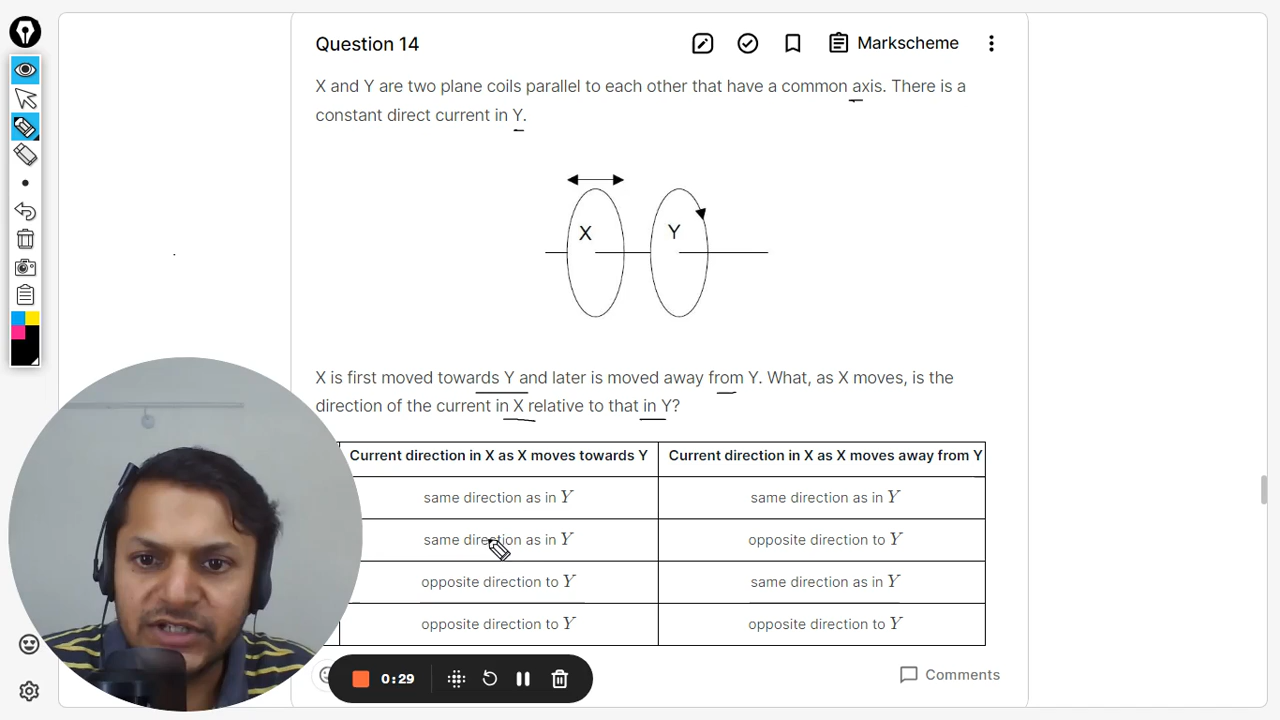 Question 14
Markscheme
X and Y are two plane coils parallel to each other that have a common axis. There is a
constant direct current in Y.
X
Y
X is first moved towards Y and later is moved away from Y. What, as X moves, is the
direction of the current in X relative to that in Y?
Current direction in X as X moves towards Y
Current direction in X as X moves away from Y
same direction as in Y
same direction as in Y
same direction as in Y
opposite direction to Y
opposite direction to Y
same direction as in Y
opposite direction to Y
opposite direction to Y
0:29
Comments